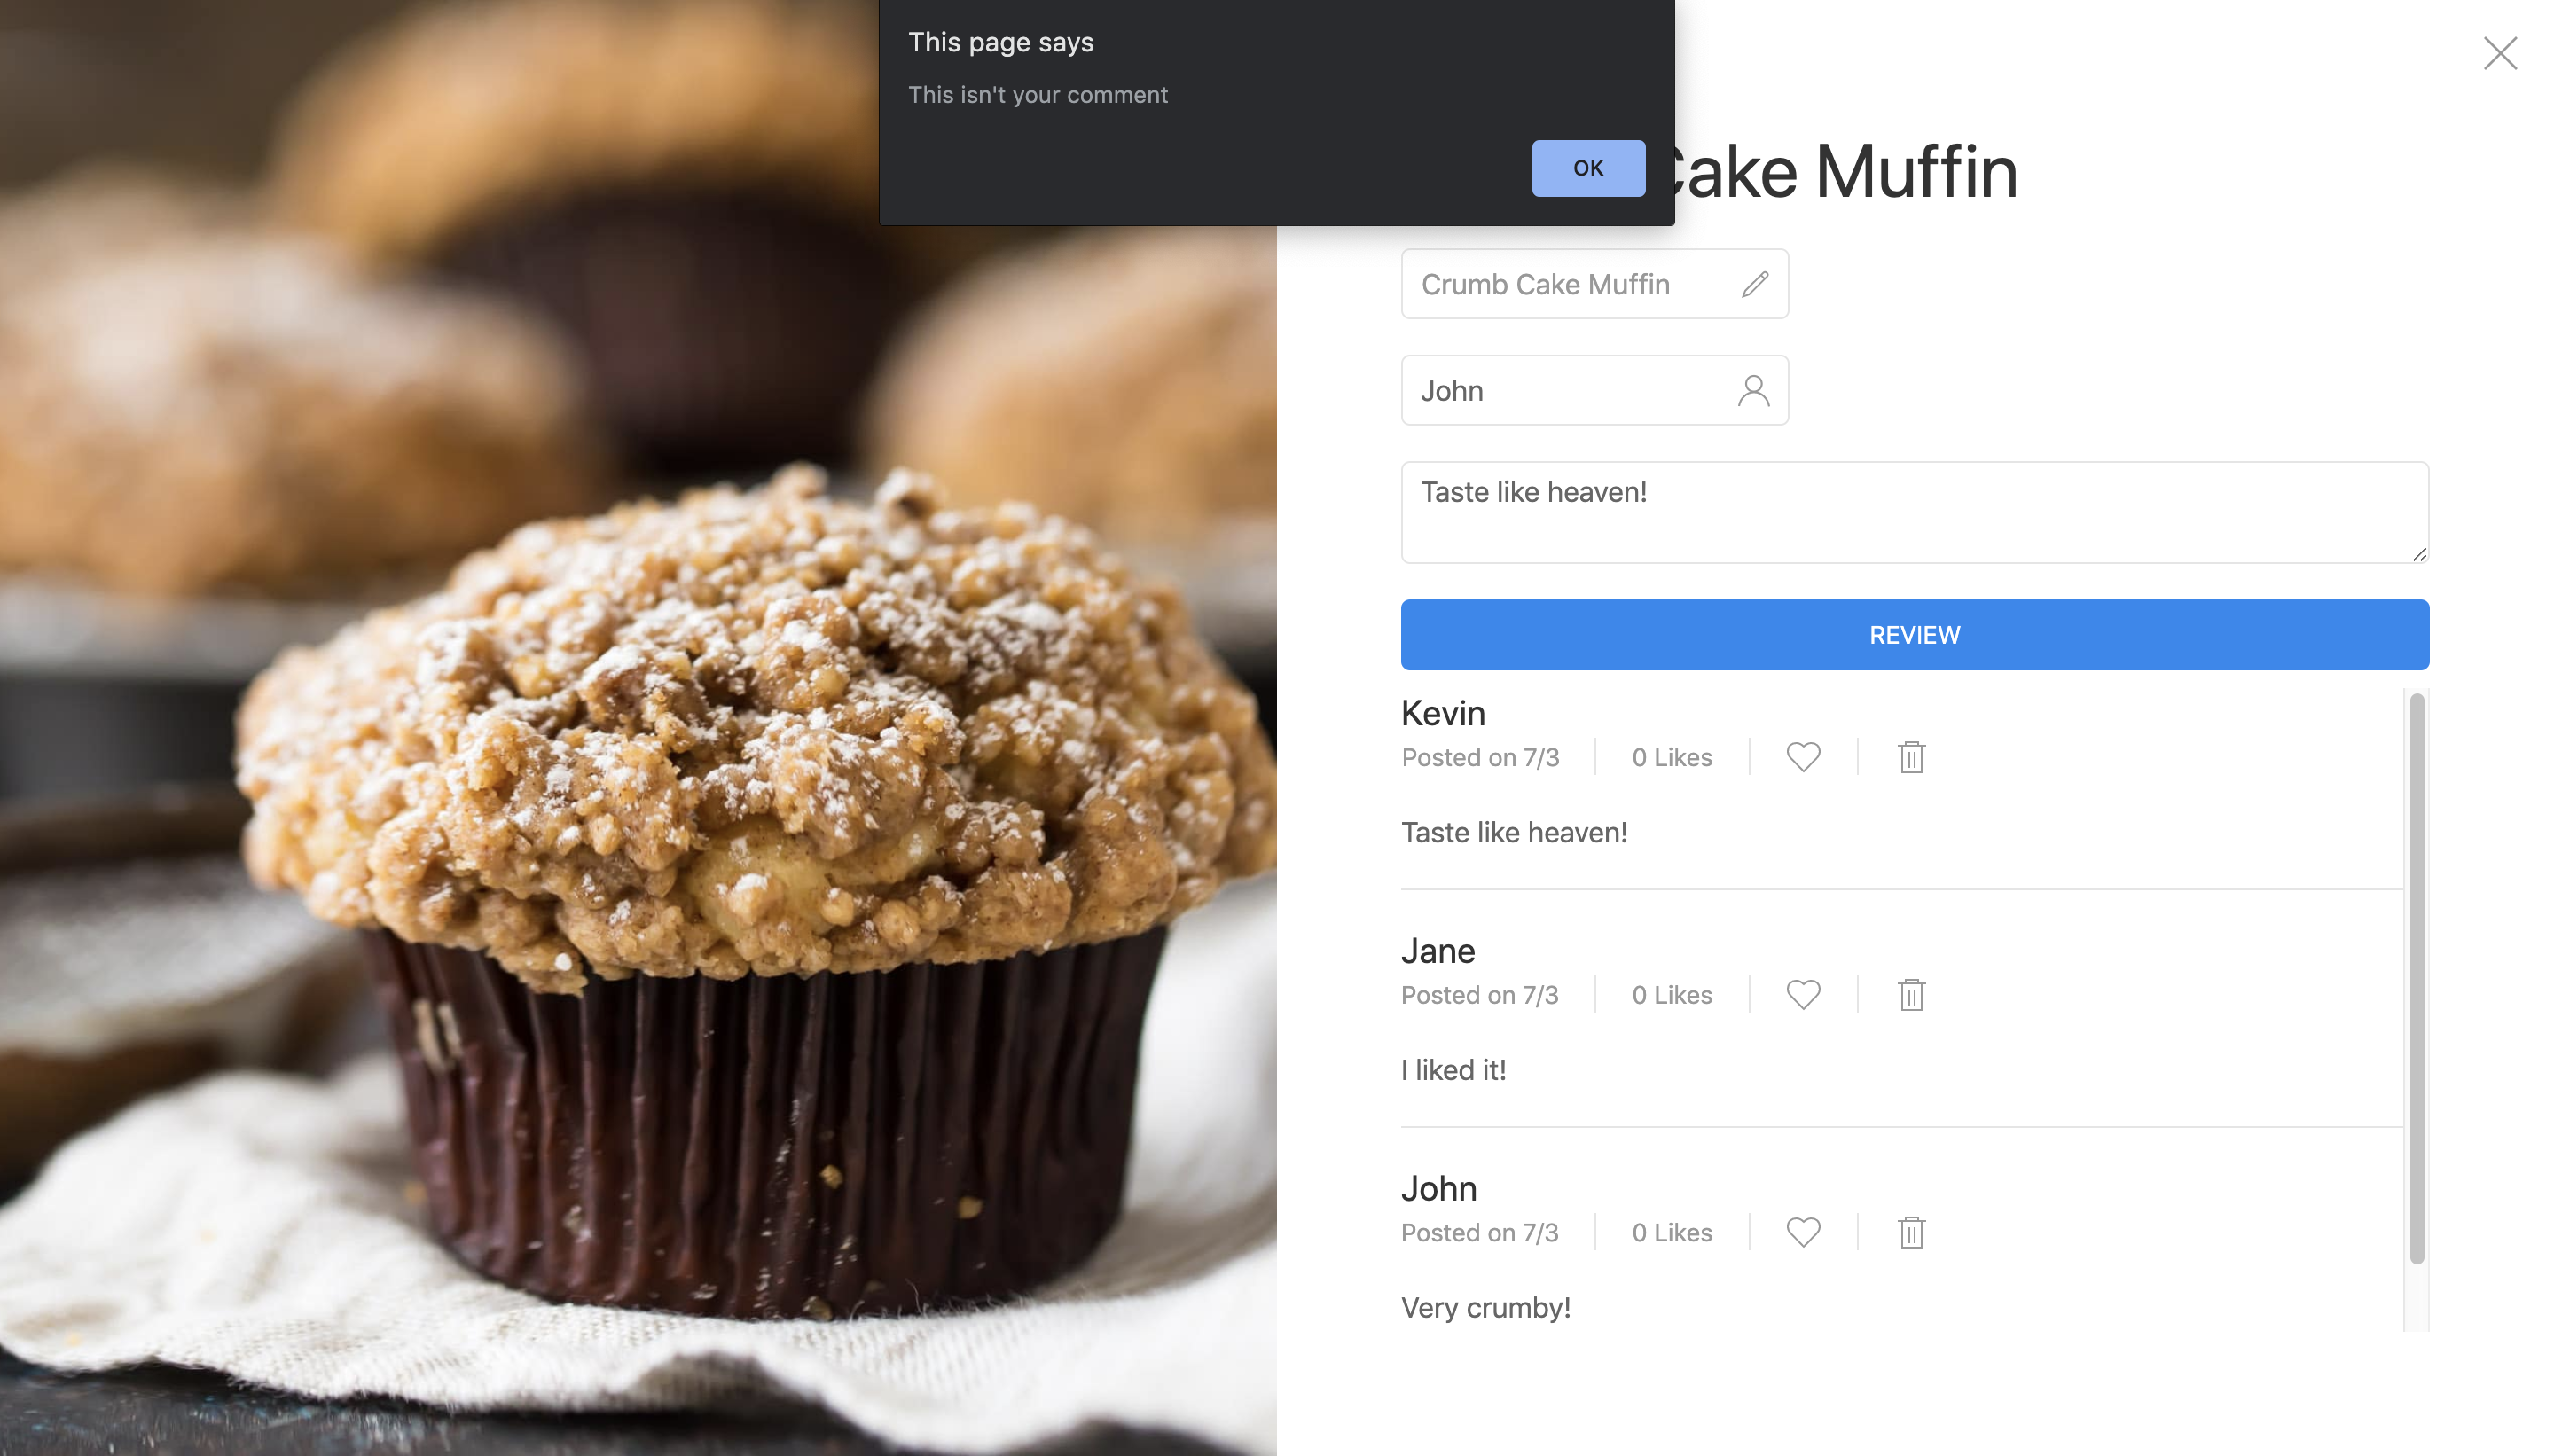 This page says
This isn't your comment
OK
Cake Muffin
Crumb Cake Muffin
John
Taste like heaven!
REVIEW
Kevin
Posted on 7/3
0 Likes
Taste like heaven!
Jane
Posted on 7/3
0 Likes
I liked it!
John
Posted on 7/3
0 Likes
Very crumby!